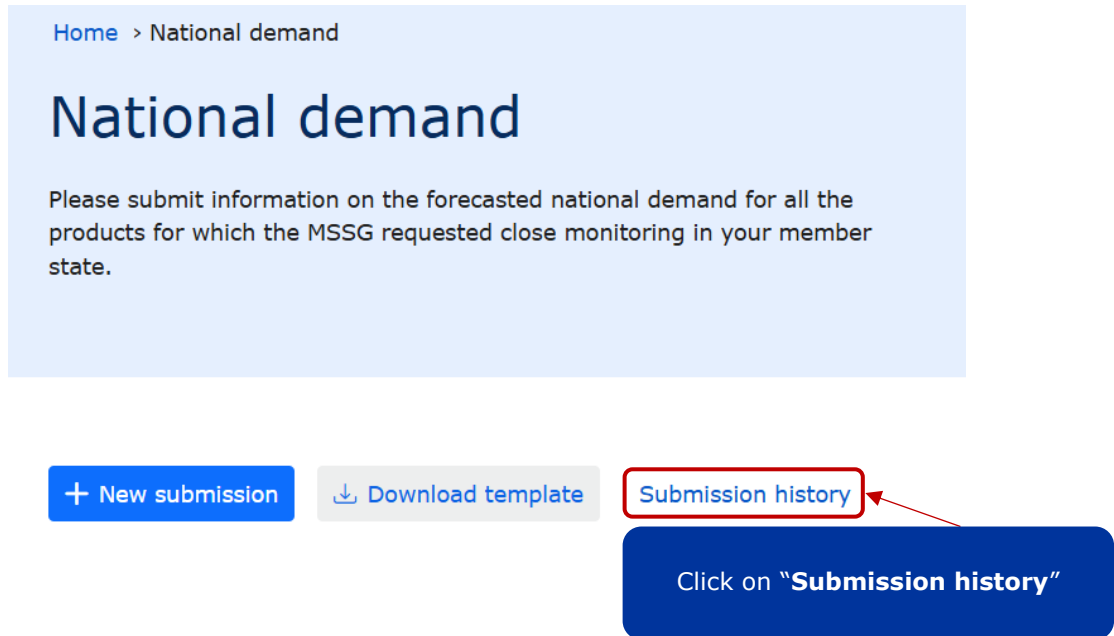 Home > National demand
National demand
Please submit information on the forecasted national demand for all the
products for which the MSSG requested close monitoring in your member
state.
+ New submission
Download template
Submission history
Click on “Submission history”